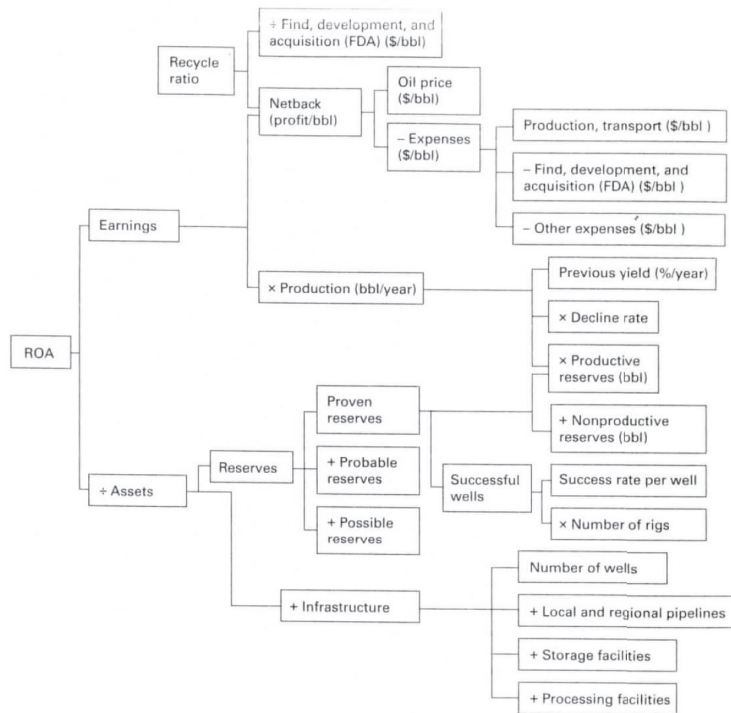 ÷ Find, development, and
acquisition (FDA) ($/bbl)
Recycle
ratio
Oil price
($/bbl)
Netback
(profit/bbl)
Production, transport ($/bbl )
– Expenses
($/bbl)
– Find, development, and
acquisition (FDA) ($/bbl )
– Other expenses ($/bbl )
Earnings
Previous yield (%/year)
× Production (bbl/year)
× Decline rate
ROA
× Productive
reserves (bbl)
Proven
reserves
+ Nonproductive
reserves (bbl)
Reserves
+ Probable
reserves
Successful
wells
Success rate per well
÷ Assets
+ Possible
reserves
× Number of rigs
Number of wells
+ Infrastructure
+ Local and regional pipelines
+ Storage facilities
+ Processing facilities